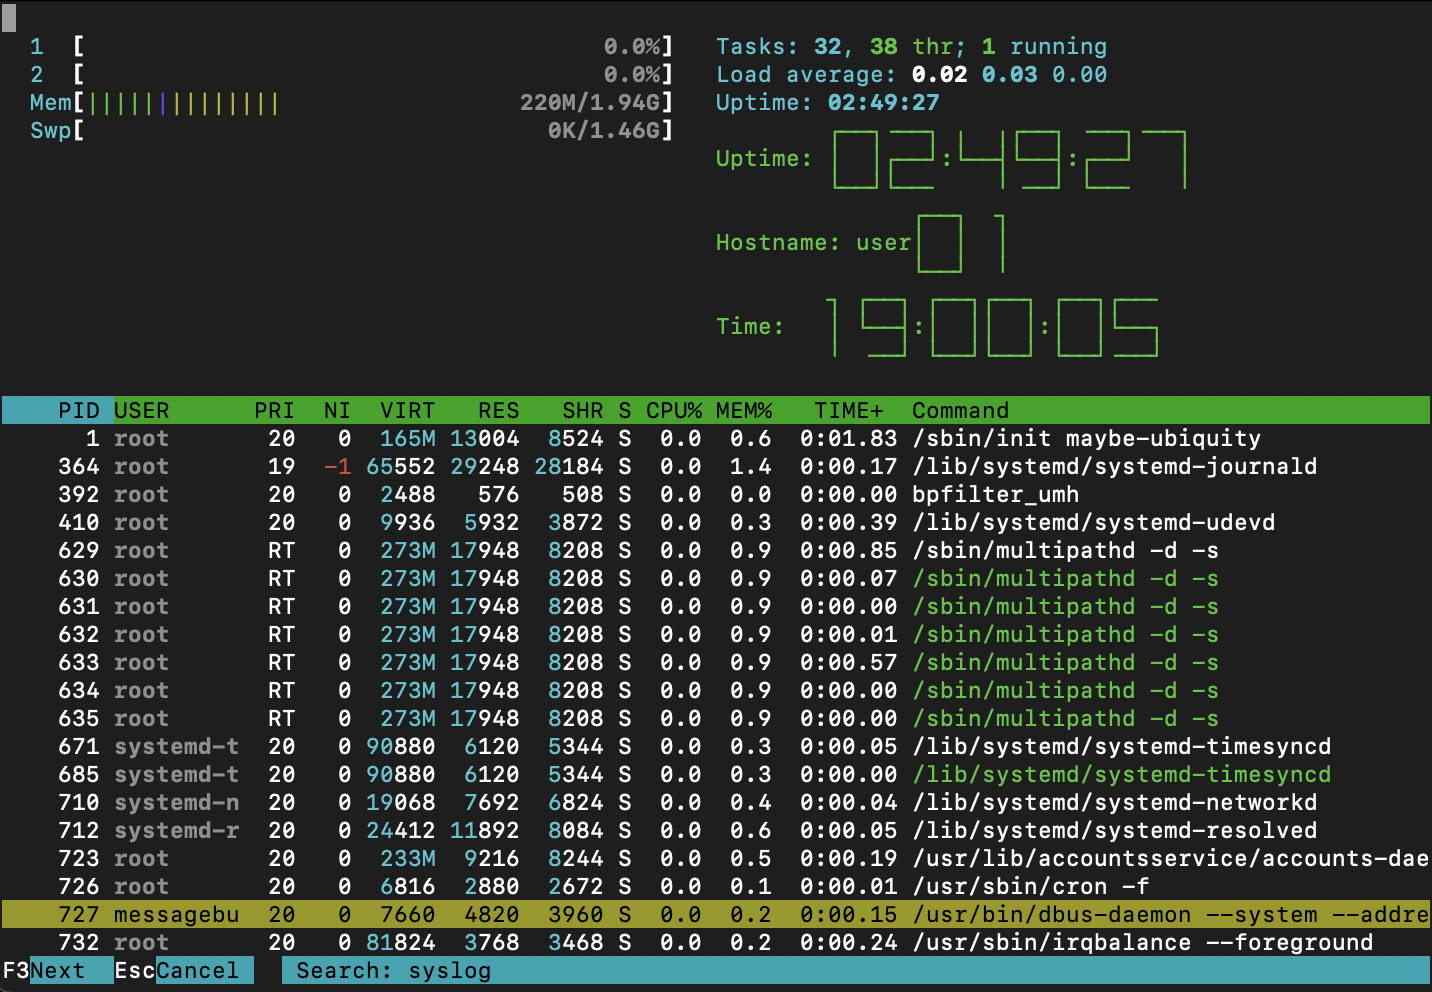 1 [ 0.0%] Tasks: 32, 38 thr; 1 running
2 [ 0.0%] Load average: 0.02 0.03 0.00
Mem[||||||||||||||| 220M/1.94G] Uptime: 02:49:27
Swp[ 0K/1.46G]
Uptime: 02:49:27
Hostname: user01
Time: 19:00:05
PID USER PRI NI VIRT RES SHR S CPU% MEM% TIME+ Command
1 root 20 0 165M 13004 8524 S 0.0 0.6 0:01.83 /sbin/init maybe-ubiquity
364 root 19 -1 65552 29248 28184 S 0.0 1.4 0:00.17 /lib/systemd/systemd-journald
392 root 20 0 2488 576 508 S 0.0 0.0 0:00.00 bpfilter_umh
410 root 20 0 9936 5932 3872 S 0.0 0.3 0:00.39 /lib/systemd/systemd-udevd
629 root RT 0 273M 17948 8208 S 0.0 0.9 0:00.85 /sbin/multipathd -d -s
630 root RT 0 273M 17948 8208 S 0.0 0.9 0:00.07 /sbin/multipathd -d -s
631 root RT 0 273M 17948 8208 S 0.0 0.9 0:00.00 /sbin/multipathd -d -s
632 root RT 0 273M 17948 8208 S 0.0 0.9 0:00.01 /sbin/multipathd -d -s
633 root RT 0 273M 17948 8208 S 0.0 0.9 0:00.57 /sbin/multipathd -d -s
634 root RT 0 273M 17948 8208 S 0.0 0.9 0:00.00 /sbin/multipathd -d -s
635 root RT 0 273M 17948 8208 S 0.0 0.9 0:00.00 /sbin/multipathd -d -s
671 systemd-t 20 0 90880 6120 5344 S 0.0 0.3 0:00.05 /lib/systemd/systemd-timesyncd
685 systemd-t 20 0 90880 6120 5344 S 0.0 0.3 0:00.00 /lib/systemd/systemd-timesyncd
710 systemd-n 20 0 19068 7692 6824 S 0.0 0.4 0:00.04 /lib/systemd/systemd-networkd
712 systemd-r 20 0 24412 11892 8084 S 0.0 0.6 0:00.05 /lib/systemd/systemd-resolved
723 root 20 0 233M 9216 8244 S 0.0 0.5 0:00.19 /usr/lib/accountsservice/accounts-dae
726 root 20 0 6816 2880 2672 S 0.0 0.1 0:00.01 /usr/sbin/cron -f
727 messagebu 20 0 7660 4820 3960 S 0.0 0.2 0:00.15 /usr/bin/dbus-daemon --system --addre
732 root 20 0 81824 3768 3468 S 0.0 0.2 0:00.24 /usr/sbin/irqbalance --foreground
F3Next EscCancel Search: syslog